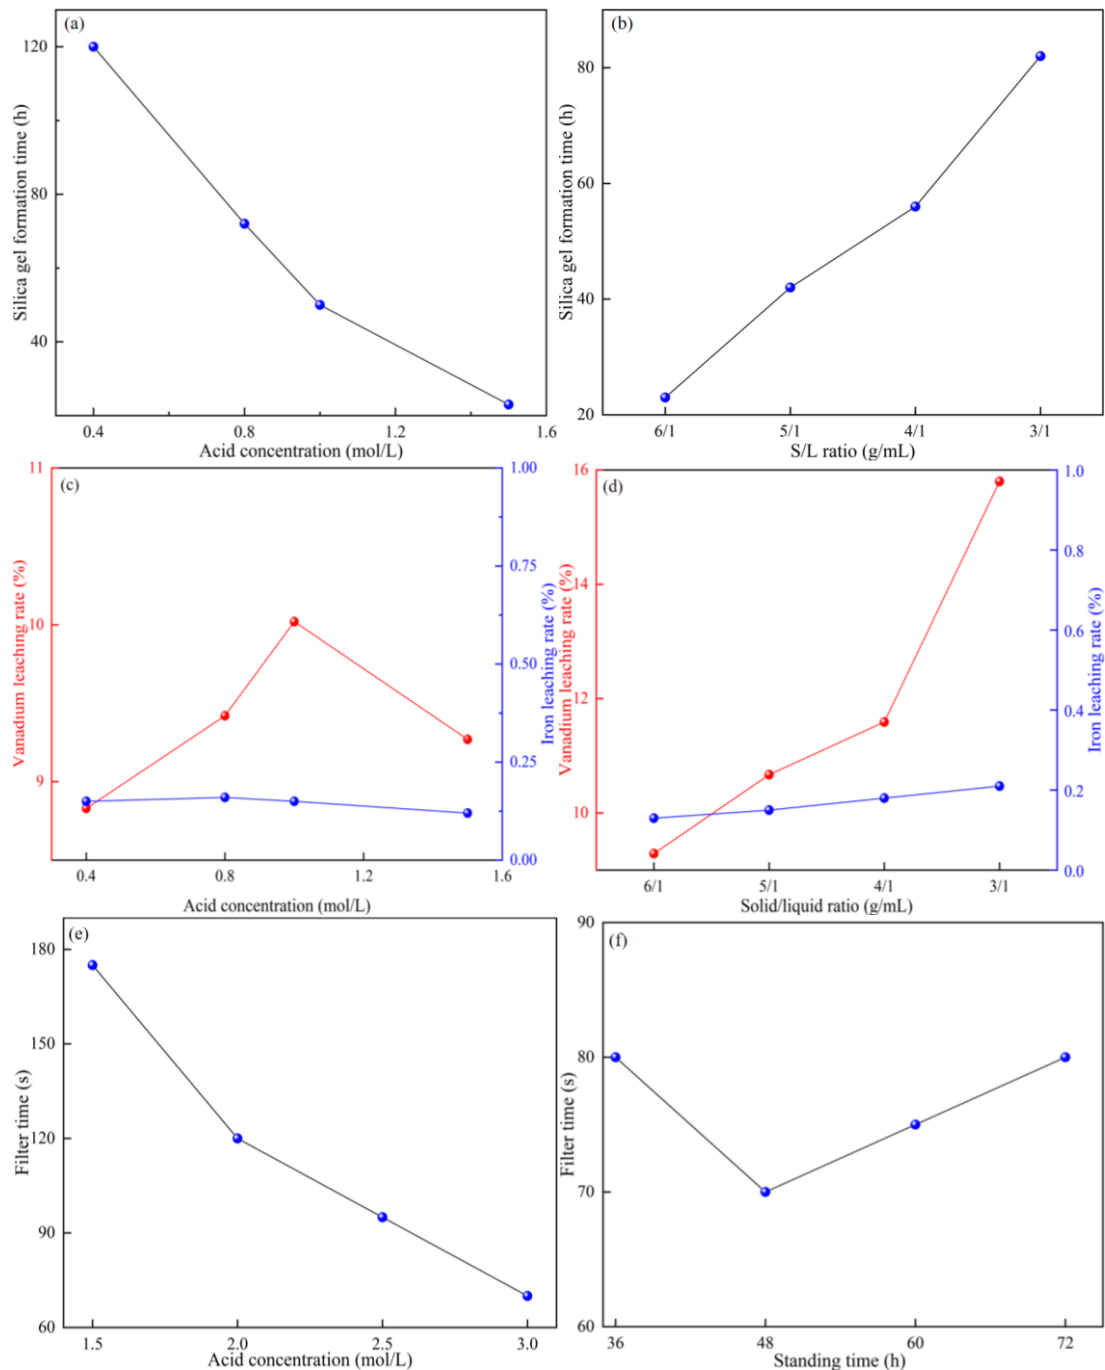 (a)
Silica gel formation time (h)
120
80
40
0.4 0.8 1.2 1.6
Acid concentration (mol/L)
(b)
Silica gel formation time (h)
80
60
40
20
6/1 5/1 4/1 3/1
S/L ratio (g/mL)
(c)
Vanadium leaching rate (%)
11
10
9
Iron leaching rate (%)
1.00
0.75
0.50
0.25
0.00
0.4 0.8 1.2 1.6
Acid concentration (mol/L)
(d)
Vanadium leaching rate (%)
16
14
12
10
Iron leaching rate (%)
1.0
0.8
0.6
0.4
0.2
0.0
6/1 5/1 4/1 3/1
Solid/liquid ratio (g/mL)
(e)
Filter time (s)
180
150
120
90
60
1.5 2.0 2.5 3.0
Acid concentration (mol/L)
(f)
Filter time (s)
90
80
70
60
36 48 60 72
Standing time (h)